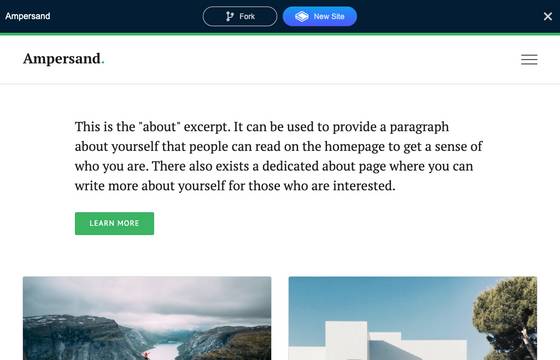 Ampersand
Fork
New Site
Ampersand.
This is the "about" excerpt. It can be used to provide a paragraph
about yourself that people can read on the homepage to get a sense of
who you are. There also exists a dedicated about page where you can
write more about yourself for those who are interested.
LEARN MORE